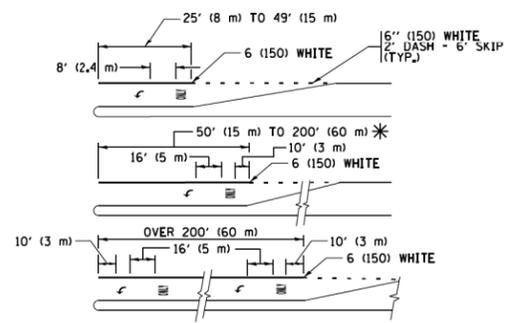 25' (8 m) TO 49' (15 m)
6'' (150) WHITE
2' DASH - 6' SKIP
(TYP.)
6 (150) WHITE
8' (2.4 m)
50' (15 m) TO 200' (60 m) *
10' (3 m)
16' (5 m)
6 (150) WHITE
OVER 200' (60 m)
10' (3 m)
16' (5 m)
10' (3 m)
6 (150) WHITE